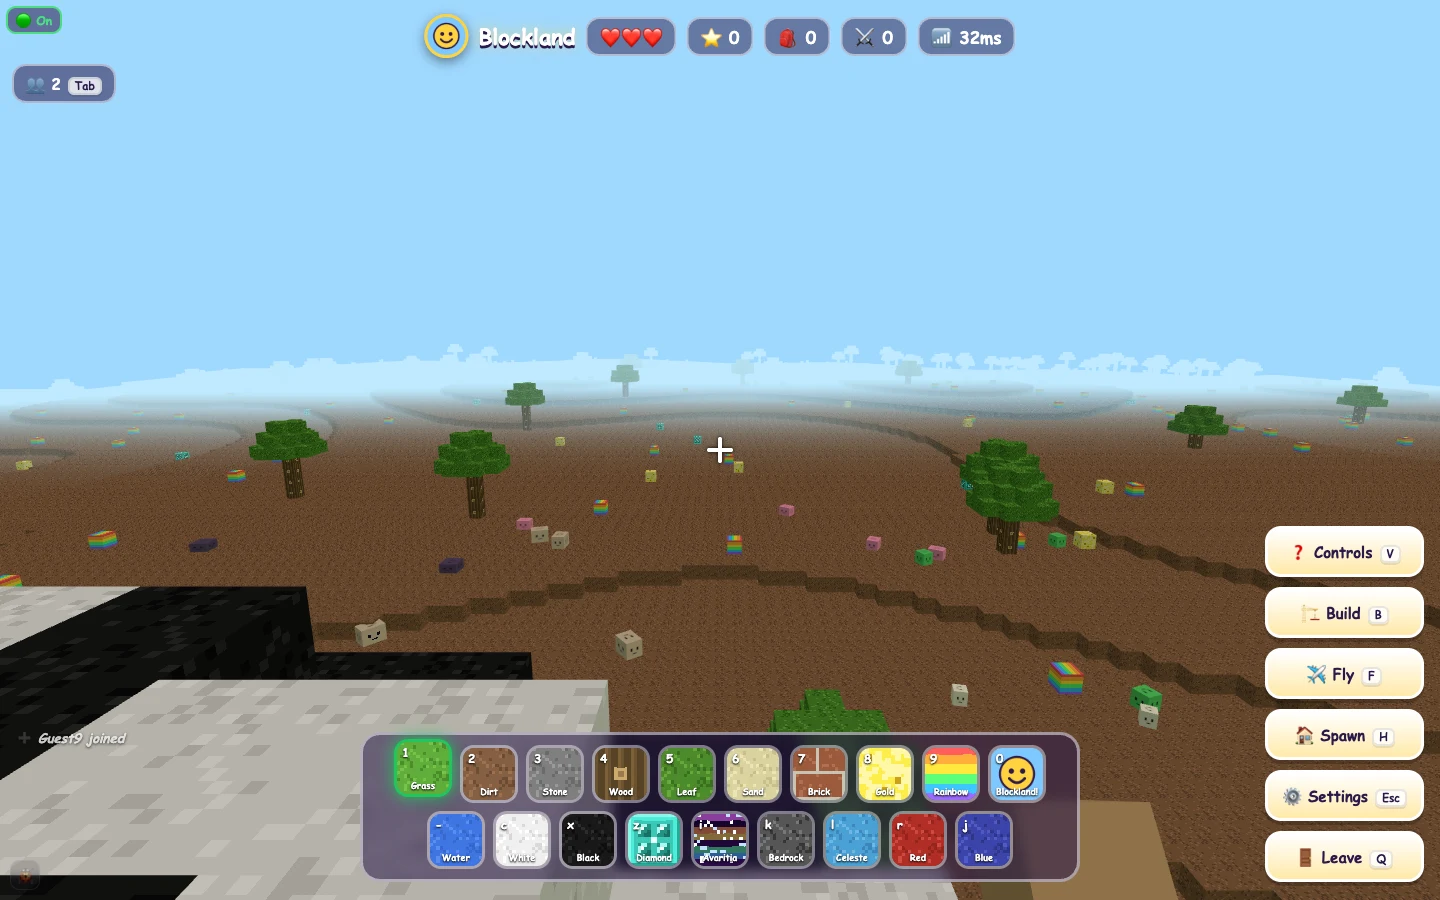 On
Blockland
0
0
0
32ms
2 Tab
Controls V
Build B
Fly F
Spawn H
Settings Esc
Leave Q
+ Guest9 joined
1 Grass
2 Dirt
3 Stone
4 Wood
5 Leaf
6 Sand
7 Brick
8 Gold
9 Rainbow
0 Blockland!
- Water
c White
x Black
z Diamond
i Avaritia
k Bedrock
l Celeste
r Red
j Blue